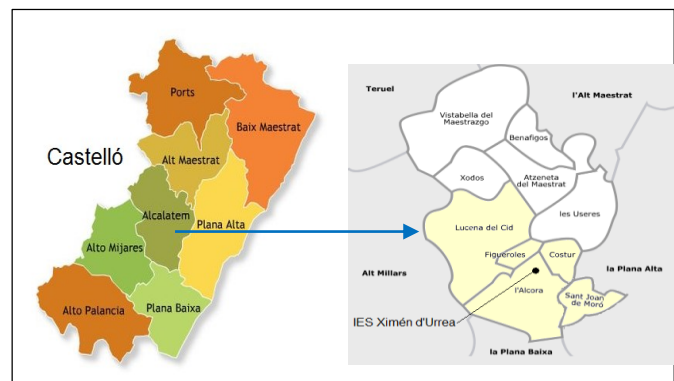 Castelló
Ports
Baix Maestrat
Alt Maestrat
Alcalatem
Plana Alta
Alto Mijares
Alto Palancia
Plana Baixa
Teruel
l'Alt Maestrat
Vistabella del
Maestrazgo
Benafigos
Xodos
Atzeneta
del Maestrat
les Useres
Lucena del Cid
Figueroles
Costur
Alt Millars
la Plana Alta
l'Alcora
Sant Joan
de Moró
IES Ximén d'Urrea
la Plana Baixa